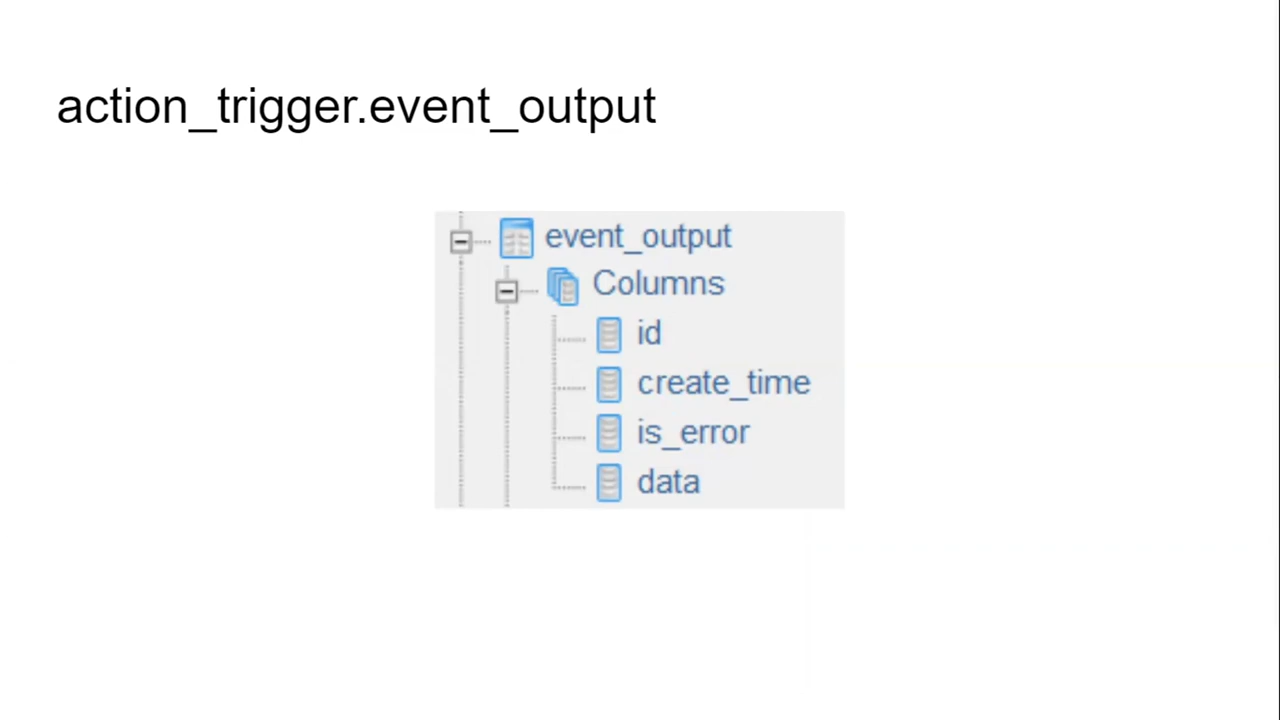 action_trigger.event_output
event_output
Columns
id
create_time
is_error
data